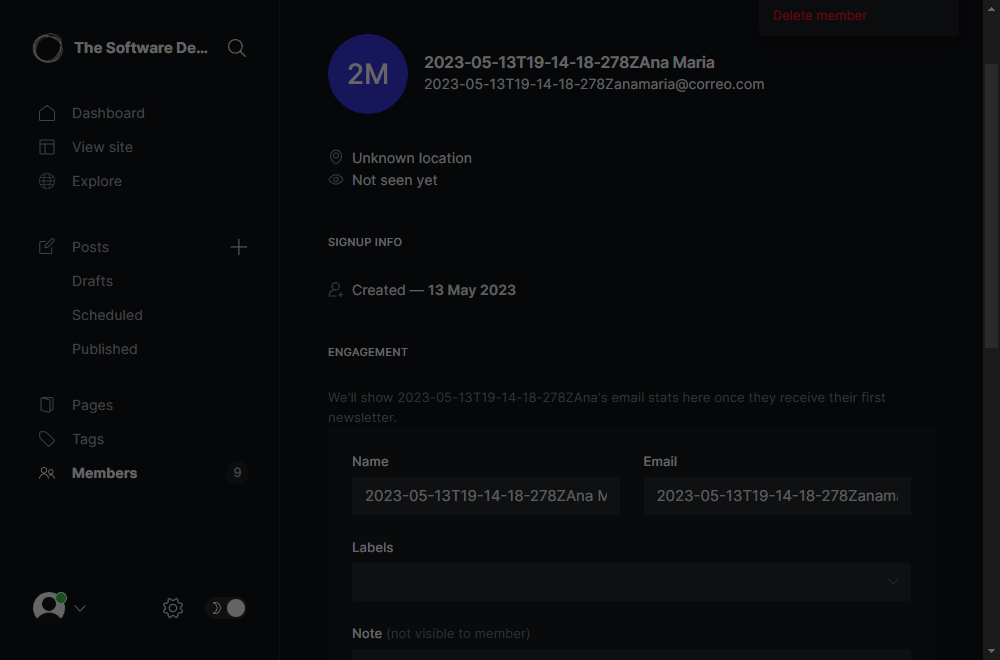 The Software De...
Dashboard
View site
Explore
Posts
Drafts
Scheduled
Published
Pages
Tags
Members
9
Delete member
2M
2023-05-13T19-14-18-278ZAna Maria
2023-05-13T19-14-18-278Zanamaria@correo.com
Unknown location
Not seen yet
SIGNUP INFO
Created — 13 May 2023
ENGAGEMENT
We'll show 2023-05-13T19-14-18-278ZAna's email stats here once they receive their first
newsletter.
Name
Email
2023-05-13T19-14-18-278ZAna M
2023-05-13T19-14-18-278Zanama
Labels
Note (not visible to member)